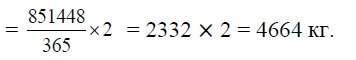 = 851448/365 ×2 = 2332 × 2 = 4664 кг.